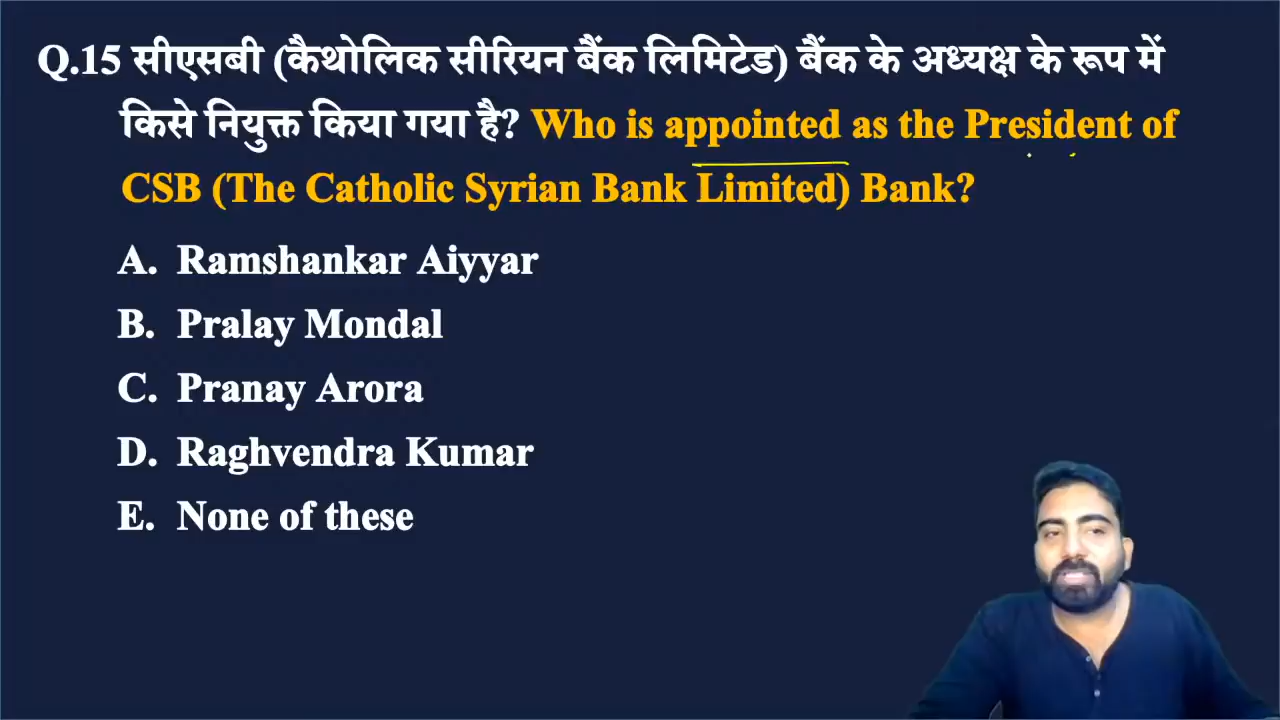 Q.15 सीएसबी (कैथोलिक सीरियन बैंक लिमिटेड) बैंक के अध्यक्ष के रूप में
किसे नियुक्त किया गया है? Who is appointed as the President of
CSB (The Catholic Syrian Bank Limited) Bank?
A. Ramshankar Aiyyar
B. Pralay Mondal
C. Pranay Arora
D. Raghvendra Kumar
E. None of these